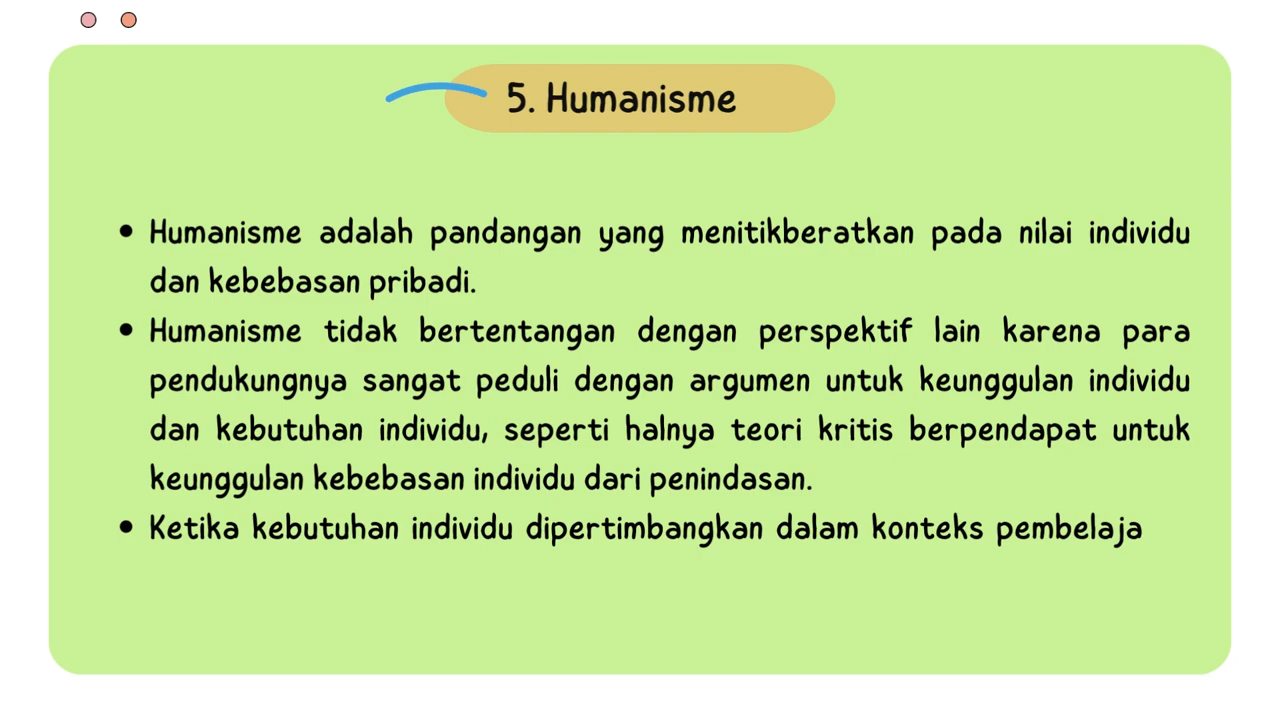 5. Humanisme
• Humanisme adalah pandangan yang menitikberatkan pada nilai individu
dan kebebasan pribadi.
• Humanisme tidak bertentangan dengan perspektif lain karena para
pendukungnya sangat peduli dengan argumen untuk keunggulan individu
dan kebutuhan individu, seperti halnya teori kritis berpendapat untuk
keunggulan kebebasan individu dari penindasan.
• Ketika kebutuhan individu dipertimbangkan dalam konteks pembelaja